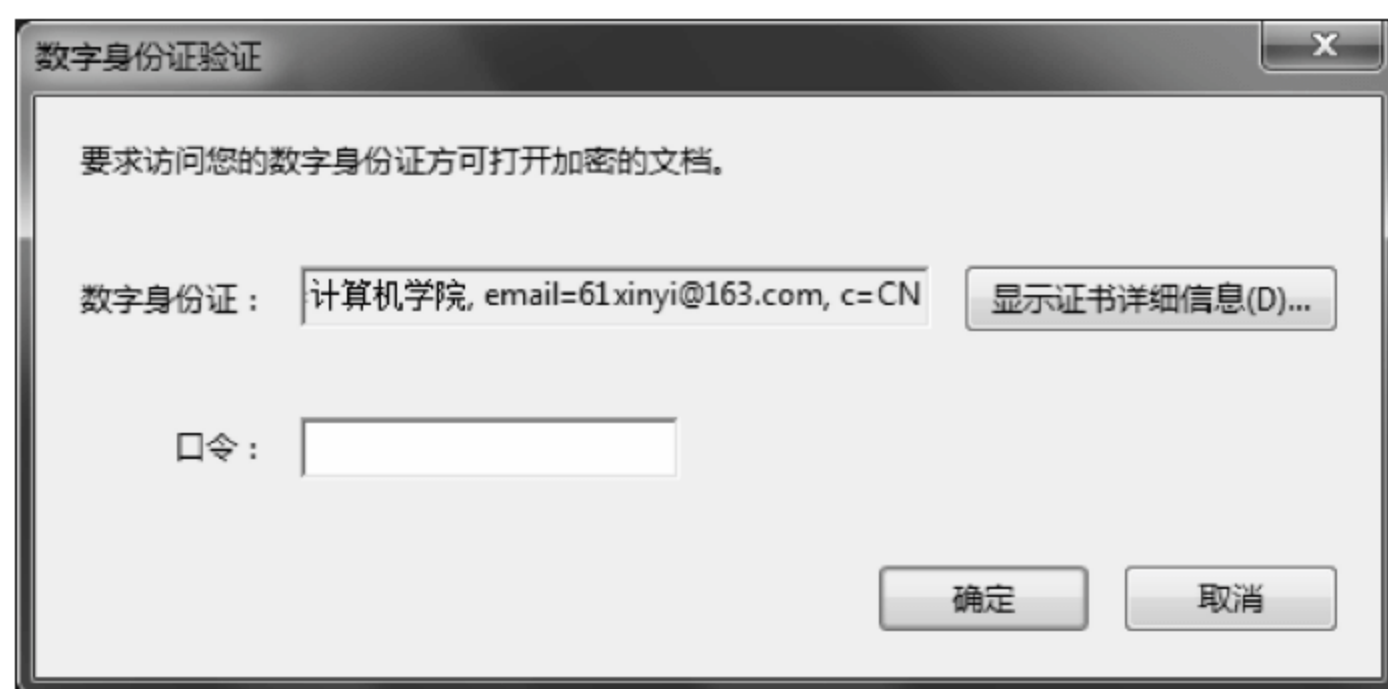 数字身份证验证
要求访问您的数字身份证方可打开加密的文档。
数字身份证： 计算机学院, email=61xinyi@163.com, c=CN 显示证书详细信息(D)...
口令：
确定 取消